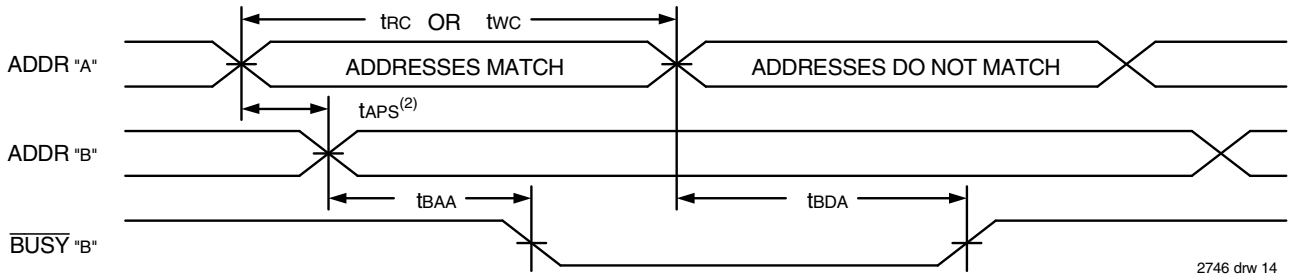 tRC OR tWC
ADDR "A"
ADDRESSES MATCH
ADDRESSES DO NOT MATCH
tAPS(2)
ADDR "B"
tBAA
tBDA
BUSY "B"
2746 drw 14